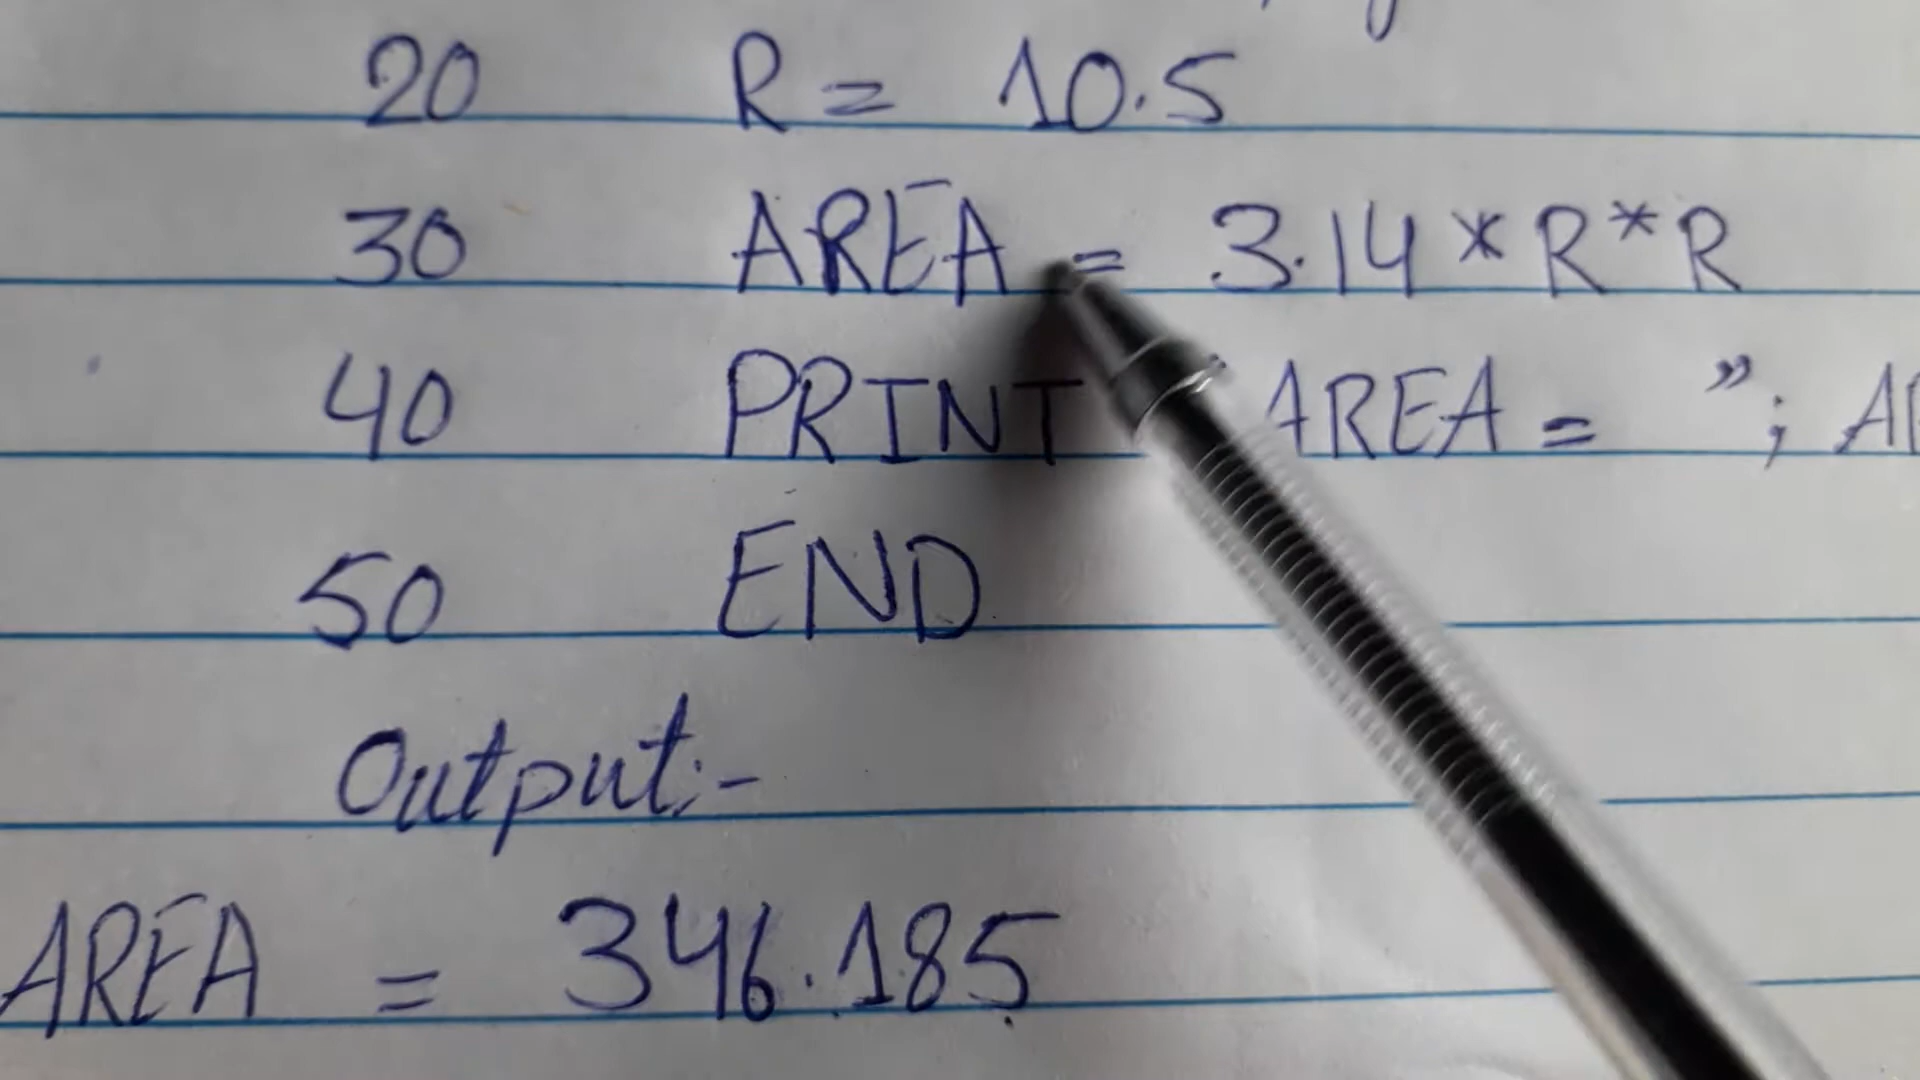 20 R = 10.5
30 AREA = 3.14 * R * R
40 PRINT AREA = ” ;
50 END
Output:-
AREA = 346.185